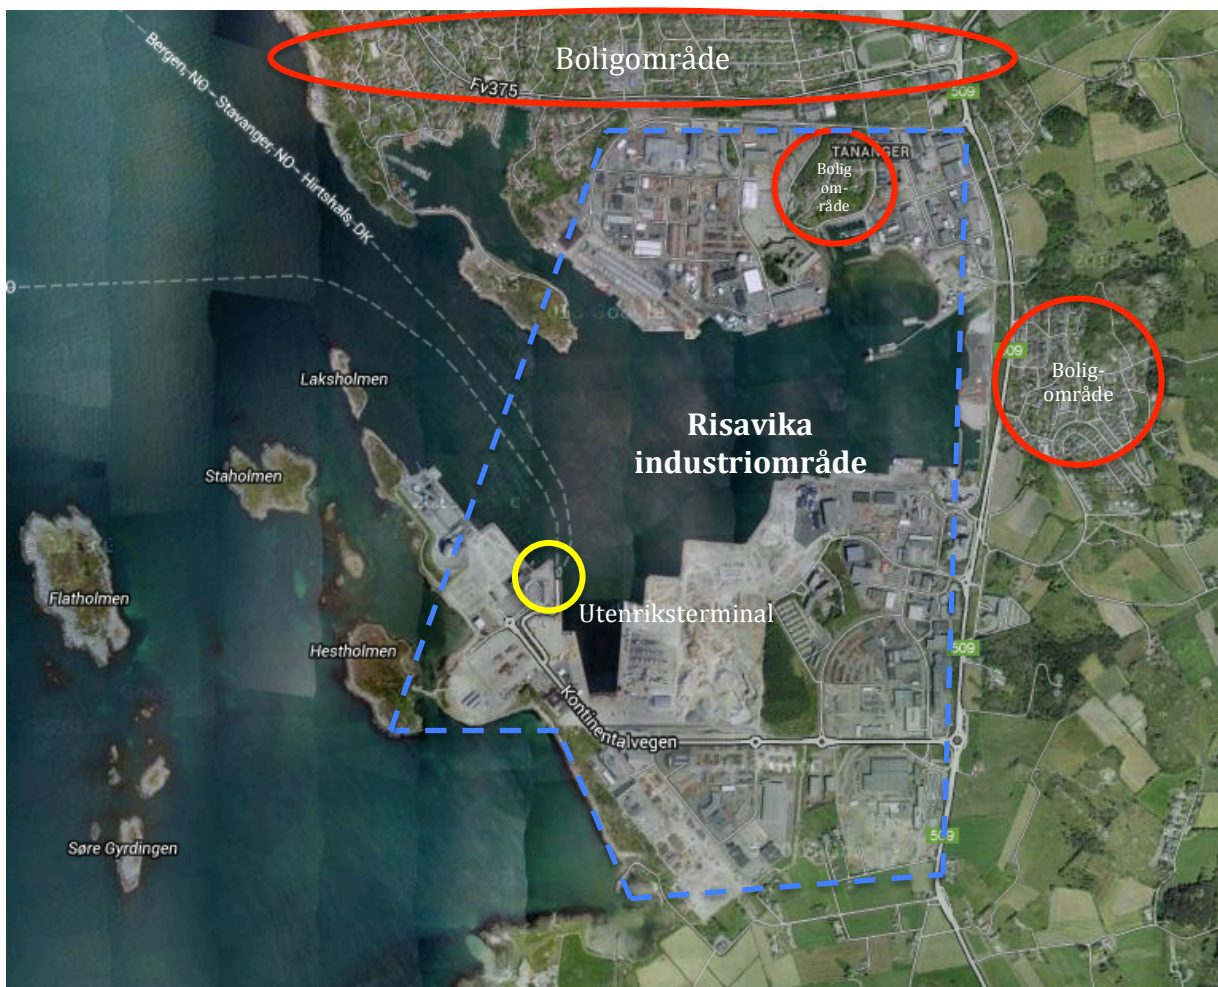 Boligområde
Fv375
509
Bergen, NO – Stavanger, NO – Hirtshals, DK
TANANGER
Bolig
om-
råde
509
Bolig-
område
Laksholmen
Risavika
industriområde
Staholmen
Flatholmen
Utenriksterminal
Hestholmen
509
Kontinentalvegen
509
Søre Gyrdingen